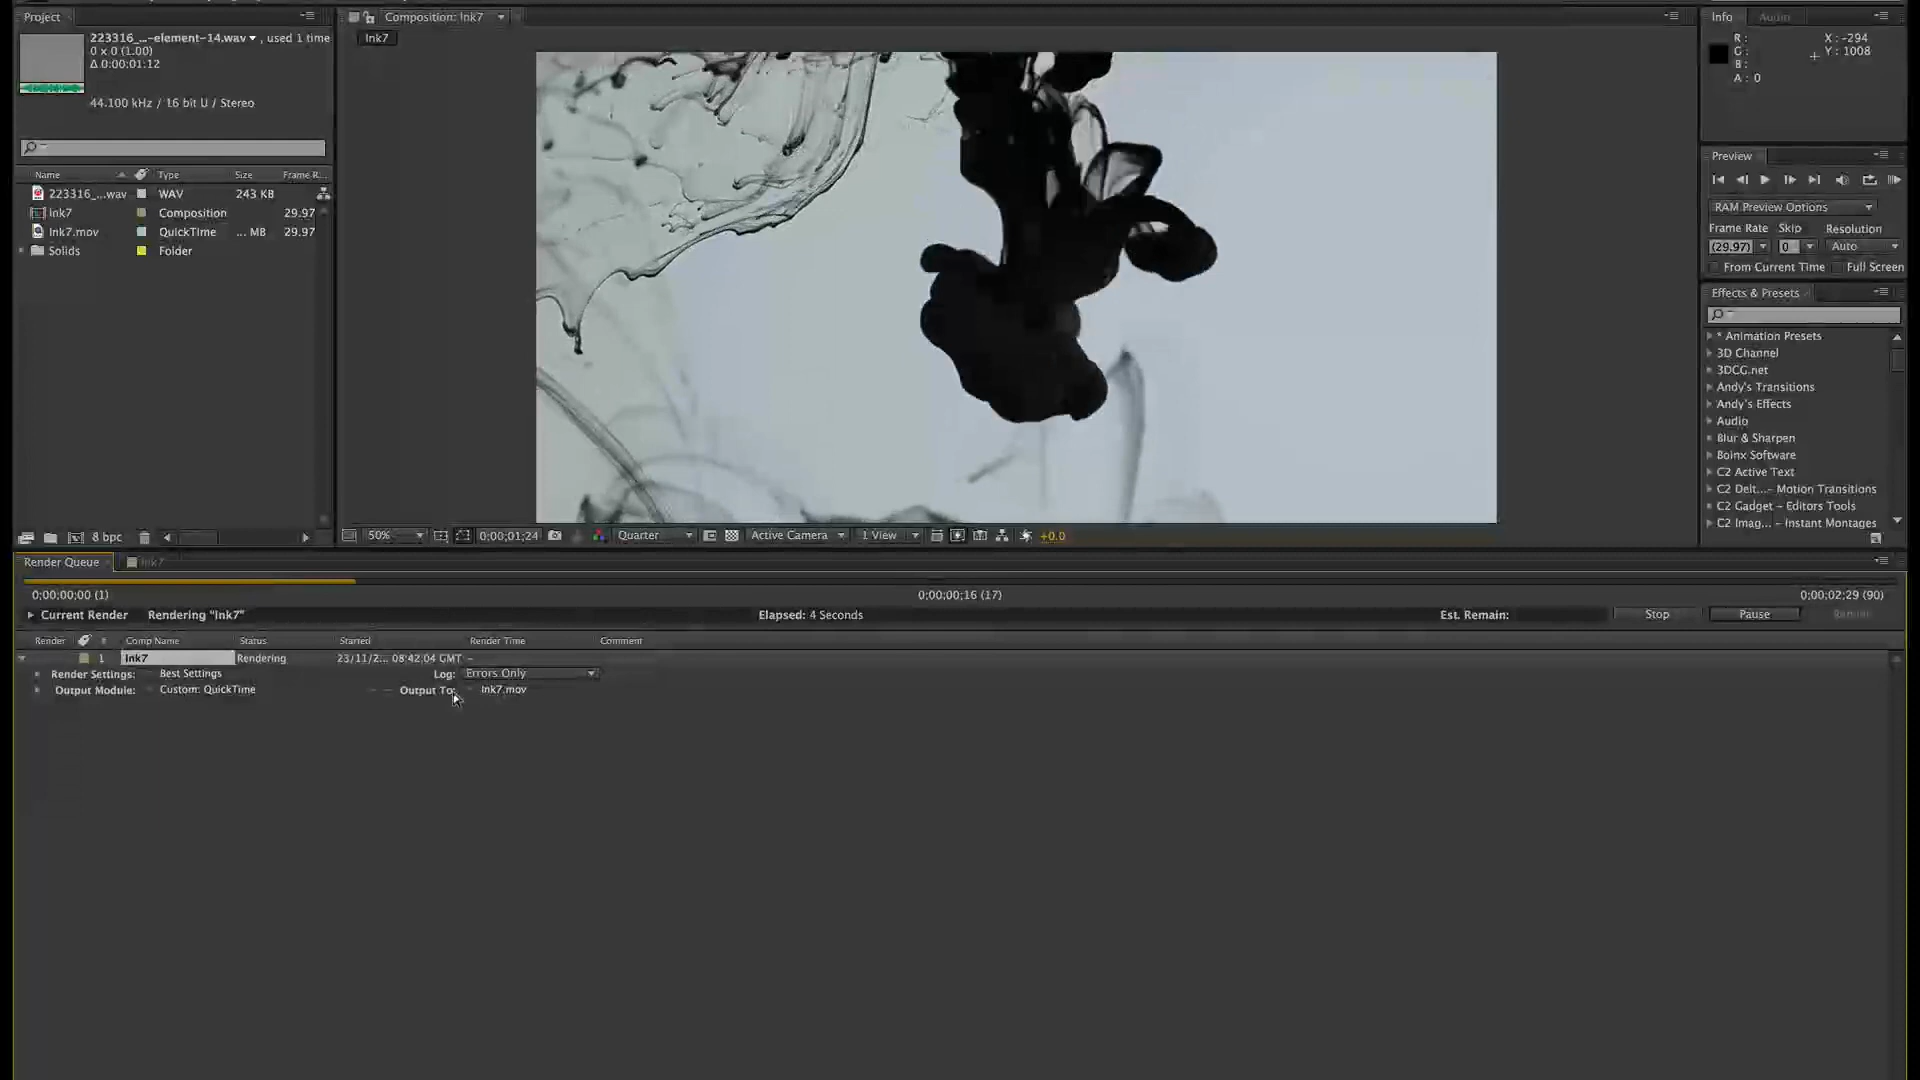 Project
223316_...-element-14.wav , used 1 time
0 x 0 (1.00)
Δ 0:00:01:12
44.100 kHz / 16 bit U / Stereo
Name Type Size Frame R...
223316_...wav WAV 243 KB
Ink7 Composition 29.97
Ink7.mov QuickTime ... MB 29.97
Solids Folder
8 bpc
Composition: Ink7
Ink7
50% 0;00;01;24 Quarter Active Camera 1 View +0.0
Info Audio
R : X : -294
G : Y : 1008
B :
A : 0
Preview
RAM Preview Options
Frame Rate Skip Resolution
(29.97) 0 Auto
From Current Time Full Screen
Effects & Presets
* Animation Presets
3D Channel
3DCG.net
Andy's Transitions
Andy's Effects
Audio
Blur & Sharpen
Boinx Software
C2 Active Text
C2 Delt...- Motion Transitions
C2 Gadget - Editors Tools
C2 Imag... - Instant Montages
Render Queue Ink7
0;00;00;00 (1) 0;00;00;16 (17) 0;00;02;29 (90)
Current Render Rendering "Ink7" Elapsed: 4 Seconds Est. Remain: Stop Pause Render
Render # Comp Name Status Started Render Time Comment
1 Ink7 Rendering 23/11/2... 08:42.04 GMT -
Render Settings: Best Settings Log: Errors Only
Output Module: Custom: QuickTime Output To: Ink7.mov